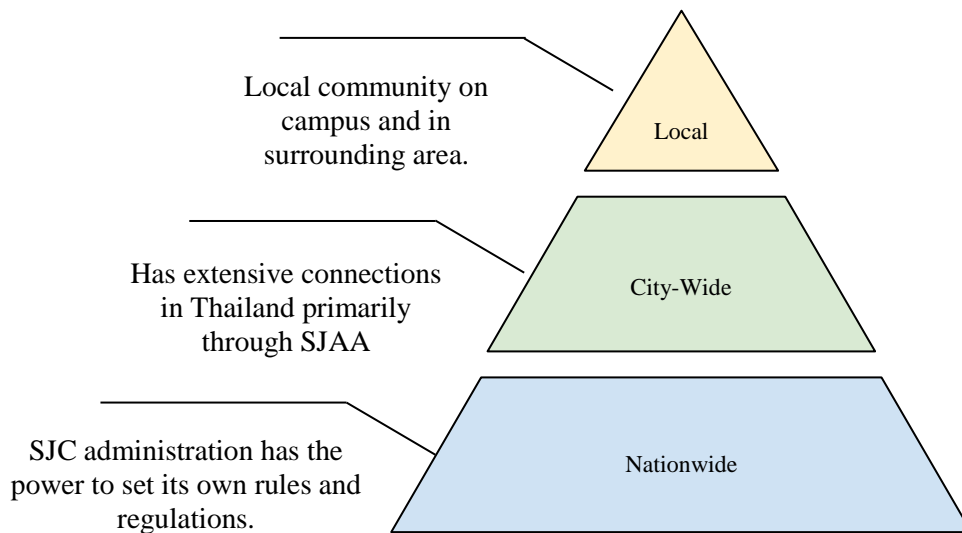 Local community on
campus and in
surrounding area.
Local
Has extensive connections
in Thailand primarily
through SJAA
City-Wide
SJC administration has the
power to set its own rules and
regulations.
Nationwide